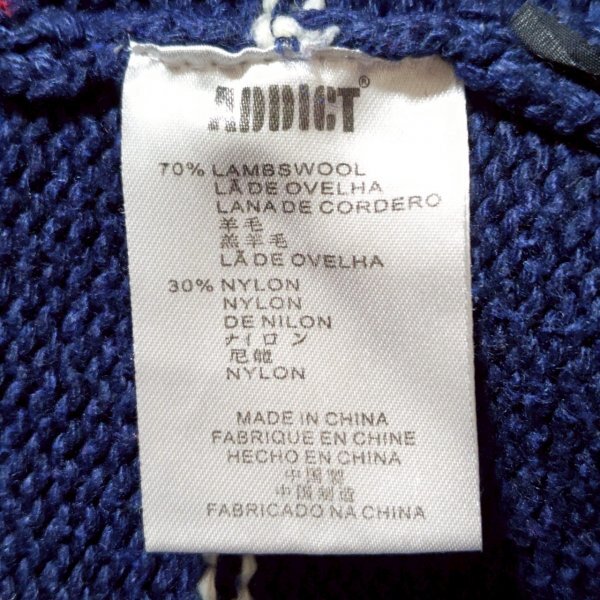 ADDICT®
70% LAMBSWOOL
LÃ DE OVELHA
LANA DE CORDERO
羊毛
羔羊毛
LÃ DE OVELHA
30% NYLON
NYLON
DE NILON
ナイロン
尼龍
NYLON
MADE IN CHINA
FABRIQUE EN CHINE
HECHO EN CHINA
中国製
中国制造
FABRICADO NA CHINA